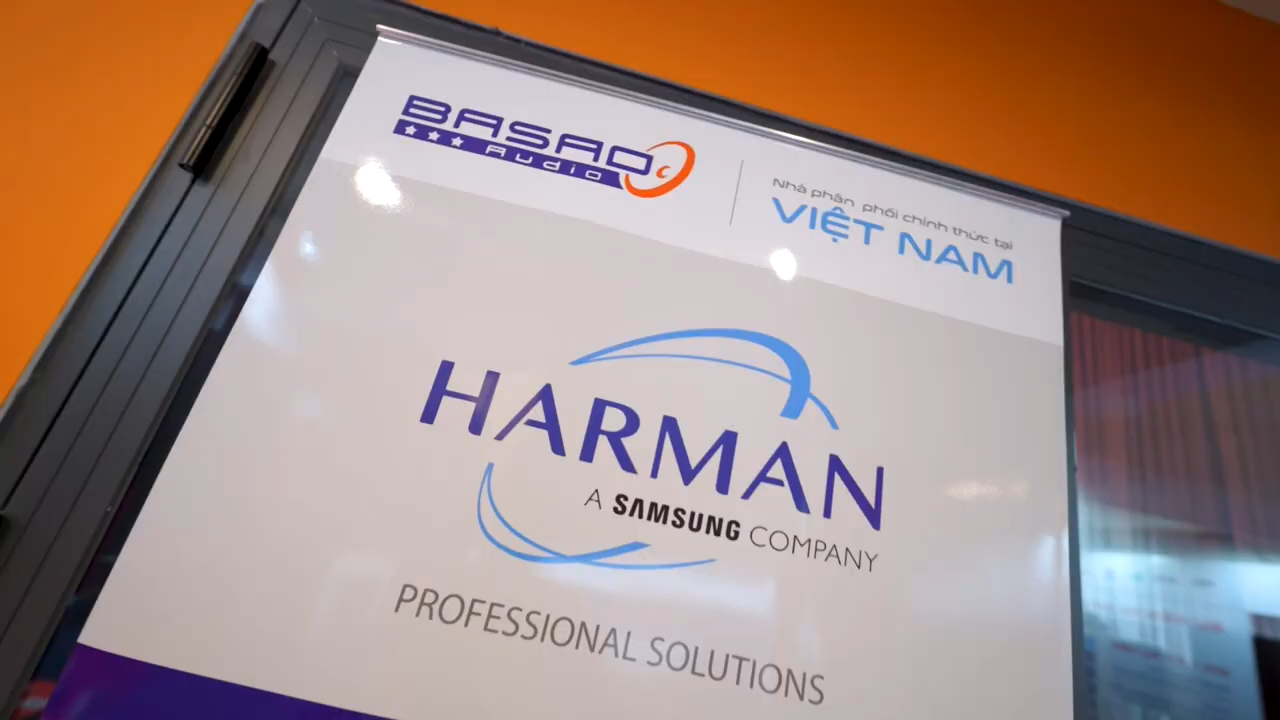 BASAO
Audio
Nhà phân phối chính thức tại
VIỆT NAM
HARMAN
A SAMSUNG COMPANY
PROFESSIONAL SOLUTIONS